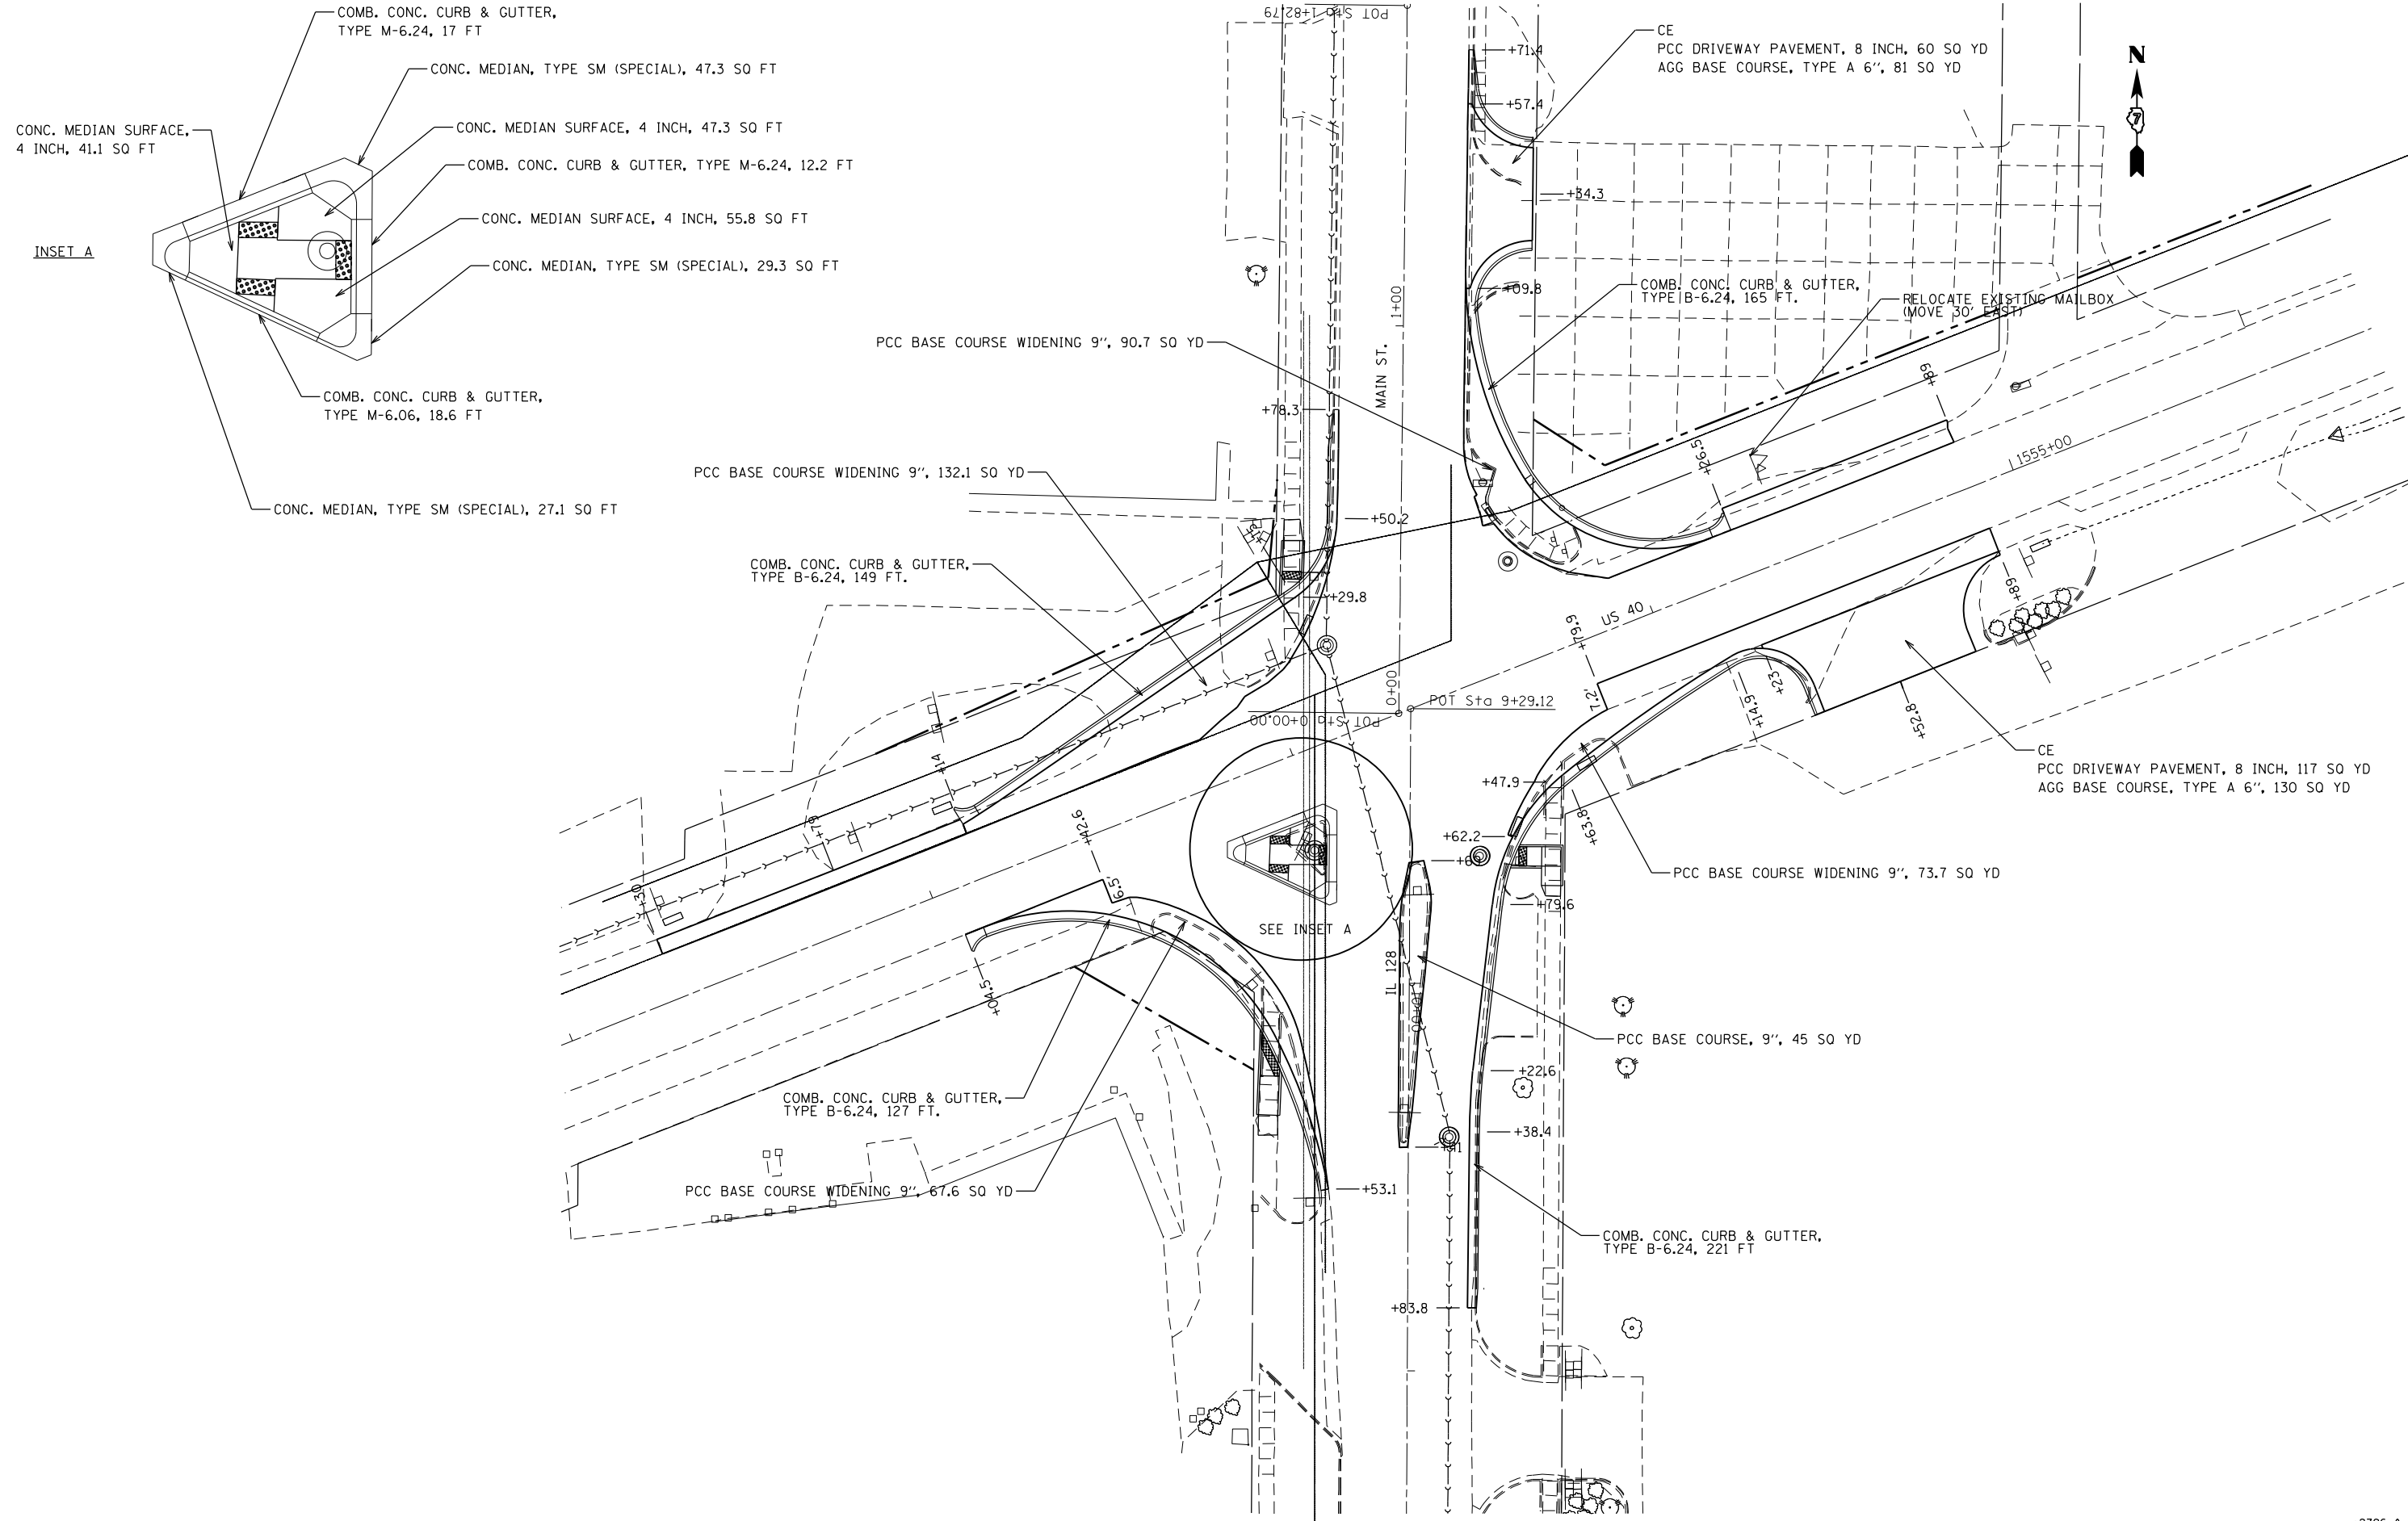 COMB. CONC. CURB & GUTTER,
TYPE M-6.24, 17 FT
CONC. MEDIAN, TYPE SM (SPECIAL), 47.3 SQ FT
CONC. MEDIAN SURFACE,
4 INCH, 41.1 SQ FT
CONC. MEDIAN SURFACE, 4 INCH, 47.3 SQ FT
COMB. CONC. CURB & GUTTER, TYPE M-6.24, 12.2 FT
CONC. MEDIAN SURFACE, 4 INCH, 55.8 SQ FT
INSET A
CONC. MEDIAN, TYPE SM (SPECIAL), 29.3 SQ FT
COMB. CONC. CURB & GUTTER,
TYPE M-6.06, 18.6 FT
CONC. MEDIAN, TYPE SM (SPECIAL), 27.1 SQ FT
POT Sta 1+82.79
+71.4
+57.4
+34.3
+09.8
CE
PCC DRIVEWAY PAVEMENT, 8 INCH, 60 SQ YD
AGG BASE COURSE, TYPE A 6", 81 SQ YD
N
7
COMB. CONC. CURB & GUTTER,
TYPE B-6.24, 165 FT.
RELOCATE EXISTING MAILBOX
(MOVE 30' EAST)
1+00
MAIN ST.
PCC BASE COURSE WIDENING 9", 90.7 SQ YD
+78.3
+89
+26.5
1555+00
PCC BASE COURSE WIDENING 9", 132.1 SQ YD
+50.2
COMB. CONC. CURB & GUTTER,
TYPE B-6.24, 149 FT.
+29.8
US 40
+79.9
7.2'
+89
0+00
POT Sta 9+29.12
POT Sta 0+00.00
+14.9
+23
+52.8
CE
PCC DRIVEWAY PAVEMENT, 8 INCH, 117 SQ YD
AGG BASE COURSE, TYPE A 6", 130 SQ YD
+14
+79
+30
+42.6
6.5'
+47.9
+63.8
+62.2
PCC BASE COURSE WIDENING 9", 73.7 SQ YD
+79.6
SEE INSET A
IL 128
+04.5
PCC BASE COURSE, 9", 45 SQ YD
+22.6
COMB. CONC. CURB & GUTTER,
TYPE B-6.24, 127 FT.
+38.4
PCC BASE COURSE WIDENING 9", 67.6 SQ YD
+53.1
COMB. CONC. CURB & GUTTER,
TYPE B-6.24, 221 FT
+83.8